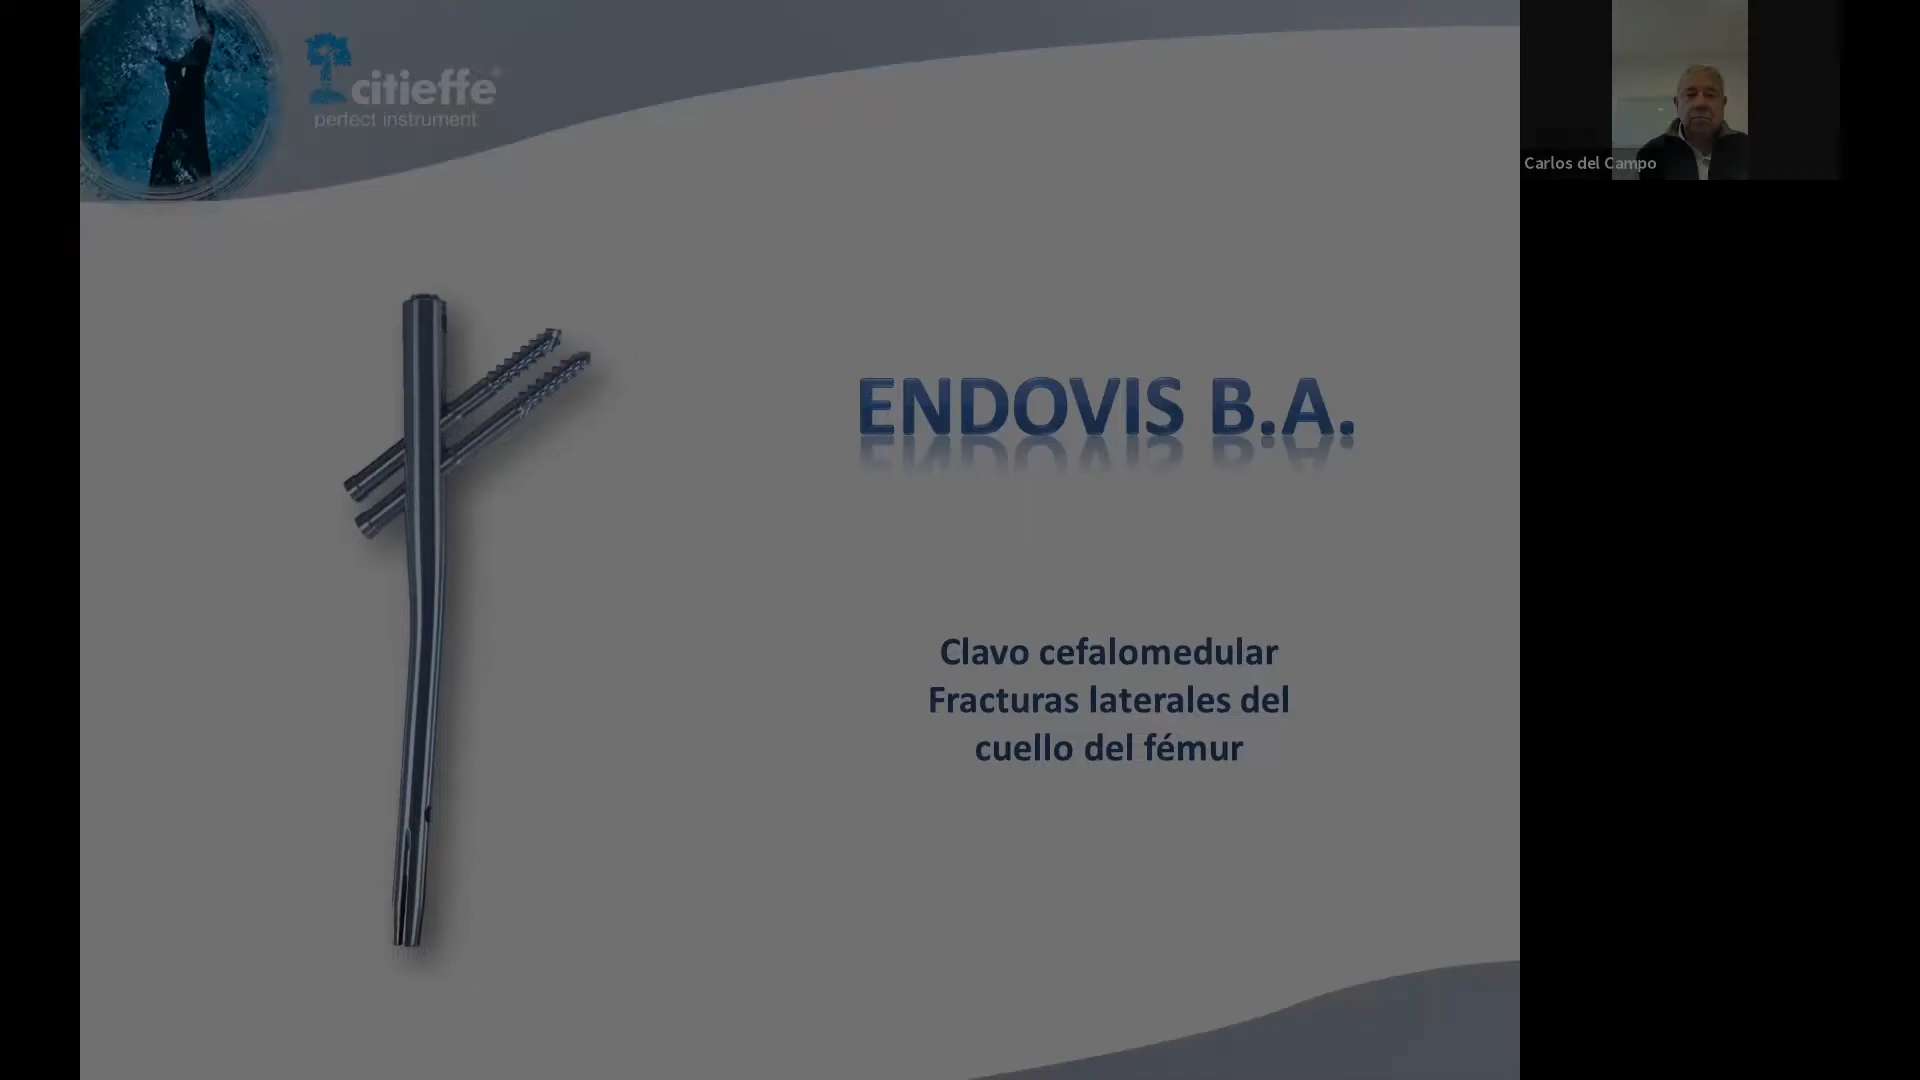 citieffe
perfect instrument
Carlos del Campo
ENDOVIS B.A.
Clavo cefalomedular
Fracturas laterales del
cuello del fémur